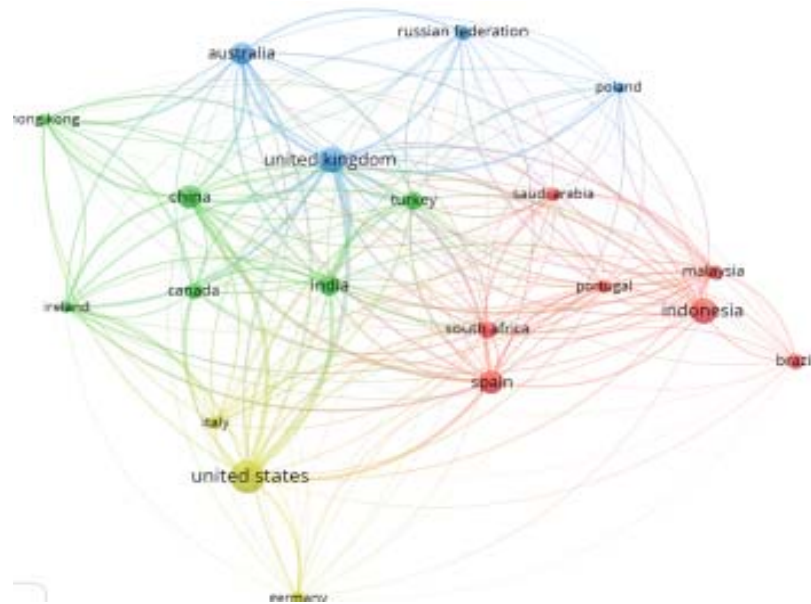 russian federation
australia
poland
hong kong
united kingdom
china
turkey
saudi arabia
malaysia
india
canada
portugal
ireland
indonesia
south africa
brazi
spain
italy
united states
germany